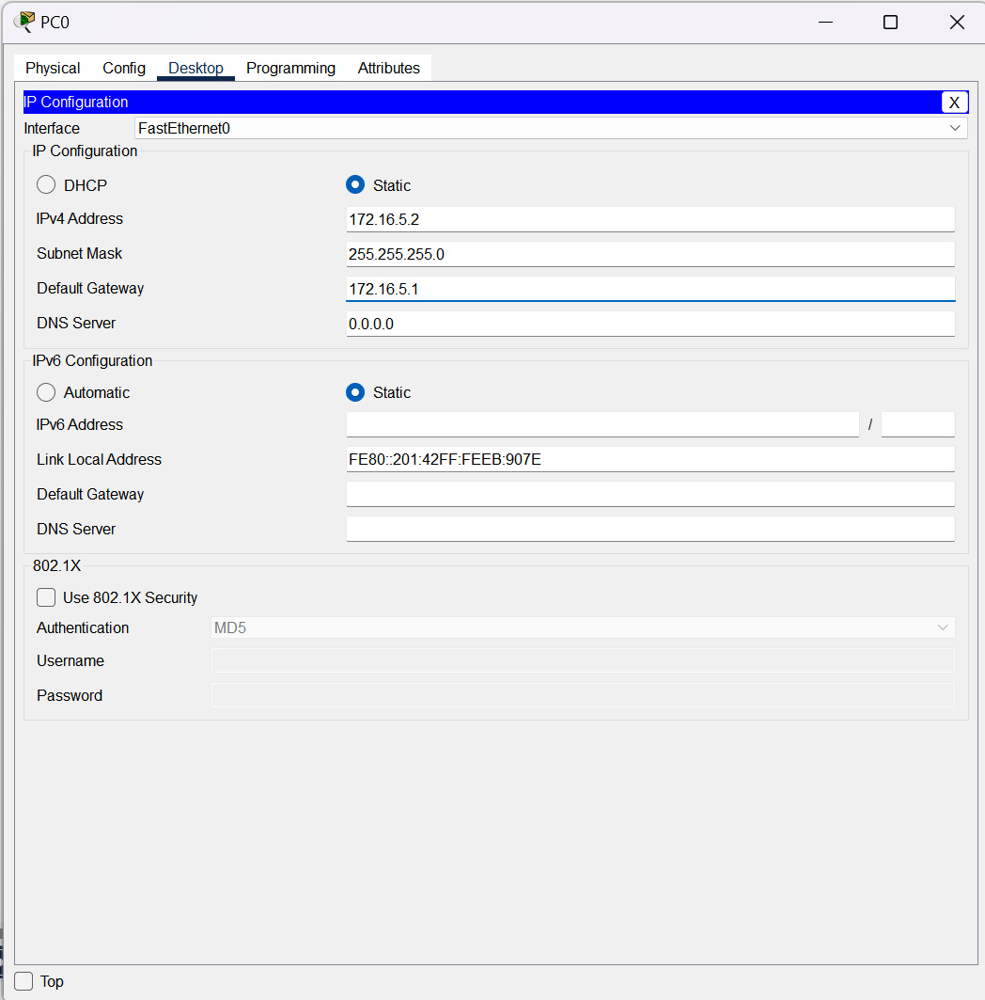 PC0
Physical Config Desktop Programming Attributes
IP Configuration X
Interface FastEthernet0
IP Configuration
DHCP Static
IPv4 Address 172.16.5.2
Subnet Mask 255.255.255.0
Default Gateway 172.16.5.1
DNS Server 0.0.0.0
IPv6 Configuration
Automatic Static
IPv6 Address /
Link Local Address FE80::201:42FF:FEEB:907E
Default Gateway
DNS Server
802.1X
Use 802.1X Security
Authentication MD5
Username
Password
Top